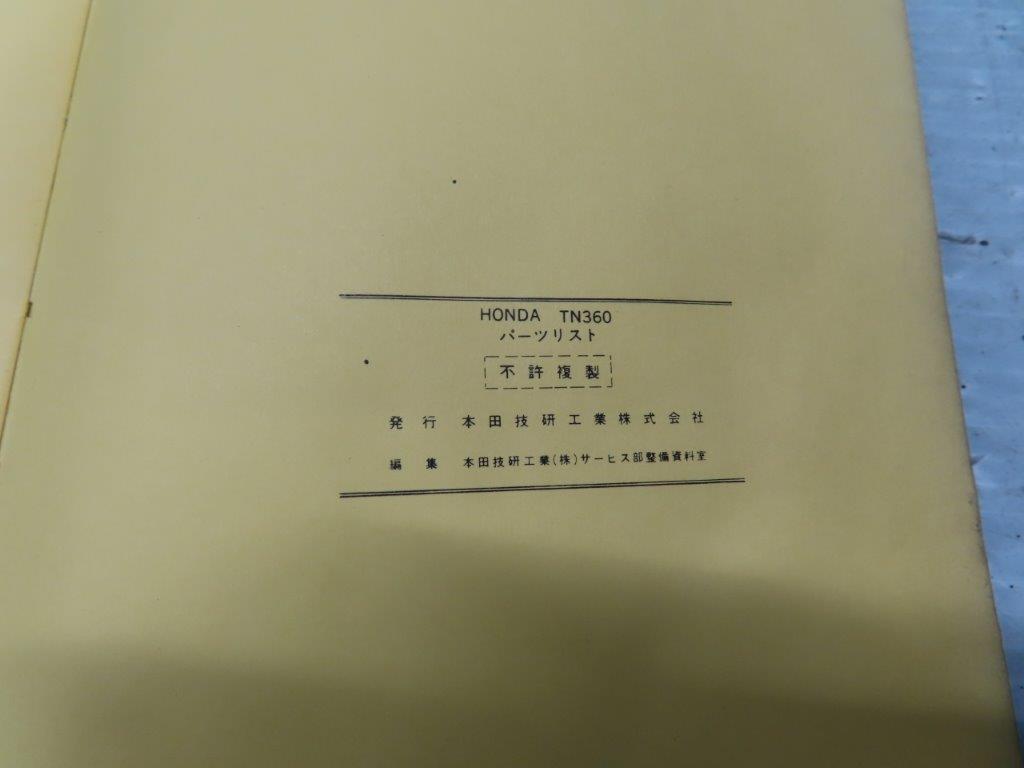 HONDA TN360
パーツリスト
不許複製
発行 本田技研工業株式会社
編集 本田技研工業(株)サービス部整備資料室